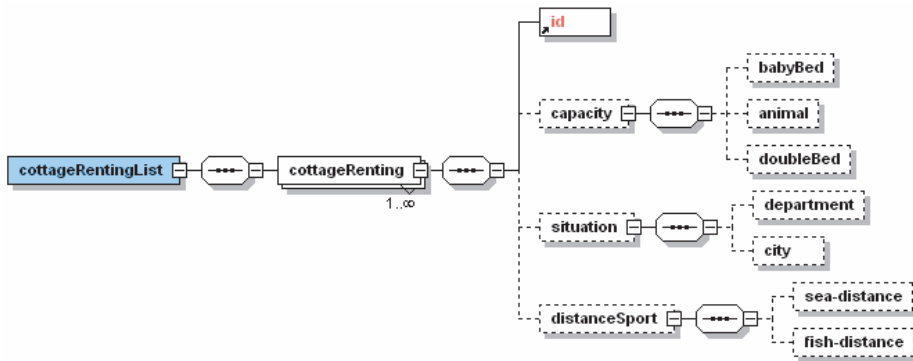 id
babyBed
capacity
animal
doubleBed
cottageRentingList
cottageRenting
1..∞
department
situation
city
sea-distance
distanceSport
fish-distance